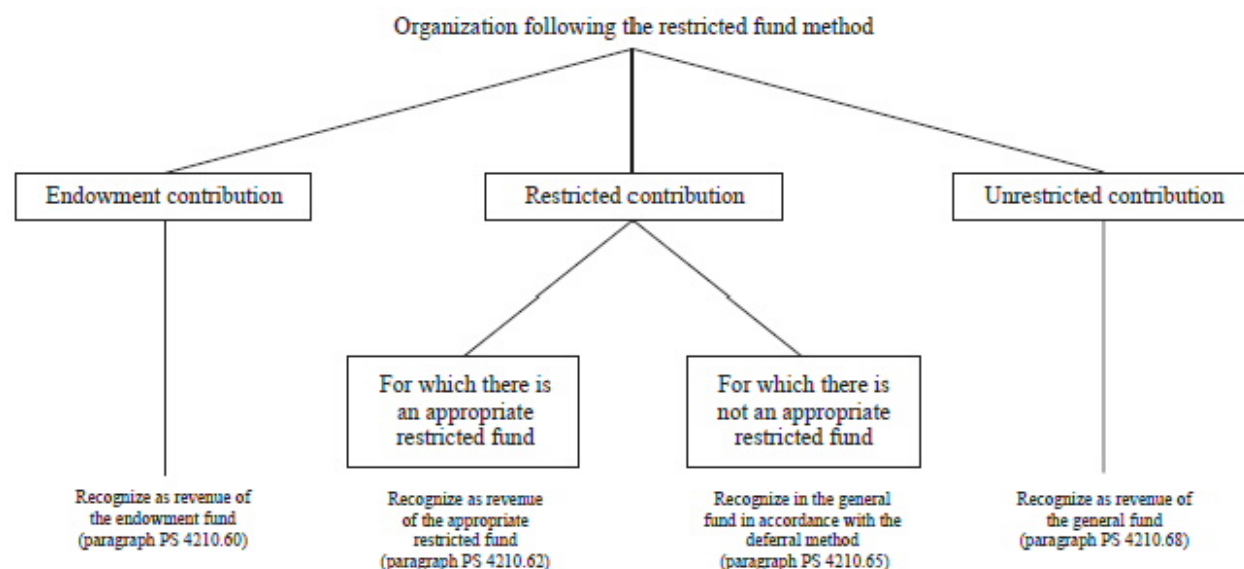 Organization following the restricted fund method
Endowment contribution
Restricted contribution
Unrestricted contribution
For which there is
an appropriate
restricted fund
For which there is
not an appropriate
restricted fund
Recognize as revenue of
the endowment fund
(paragraph PS 4210.60)
Recognize as revenue
of the appropriate
restricted fund
(paragraph PS 4210.62)
Recognize in the general
fund in accordance with the
deferral method
(paragraph PS 4210.65)
Recognize as revenue of
the general fund
(paragraph PS 4210.68)